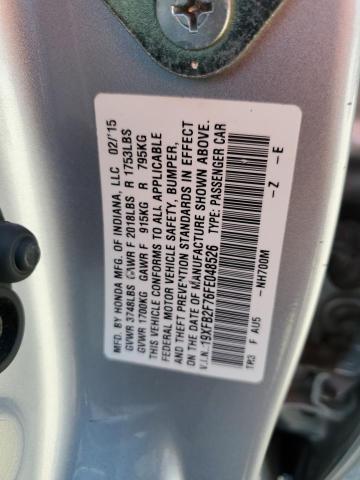 MFG. BY HONDA MFG. OF INDIANA, LLC 02/'15
GVWR 3748LBS GAWR F 2018LBS R 1753LBS
GVWR 1700KG GAWR F 915KG R 795KG
THIS VEHICLE CONFORMS TO ALL APPLICABLE
FEDERAL MOTOR VEHICLE SAFETY, BUMPER,
AND THEFT PREVENTION STANDARDS IN EFFECT
ON THE DATE OF MANUFACTURE SHOWN ABOVE.
V.I.N. 19XFB2F76FE048526 TYPE: PASSENGER CAR
-NH700M -Z -E
TR3 F AU5